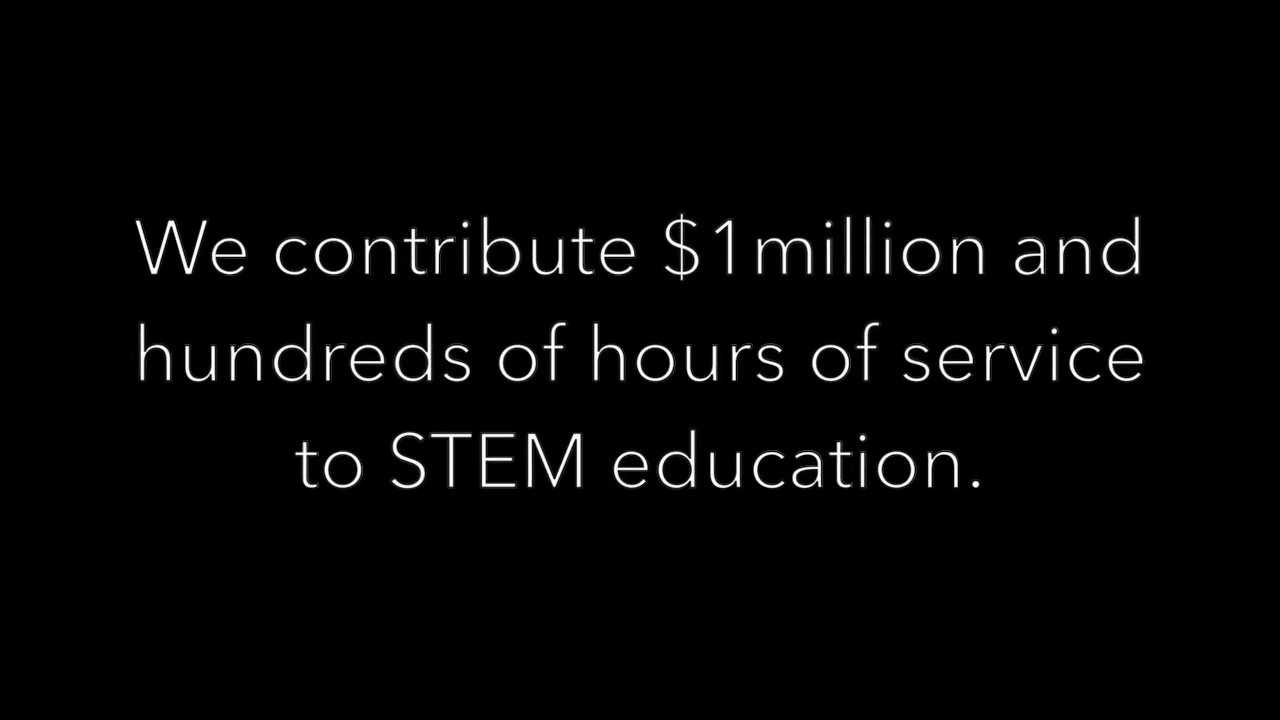 We contribute $1million and
hundreds of hours of service
to STEM education.